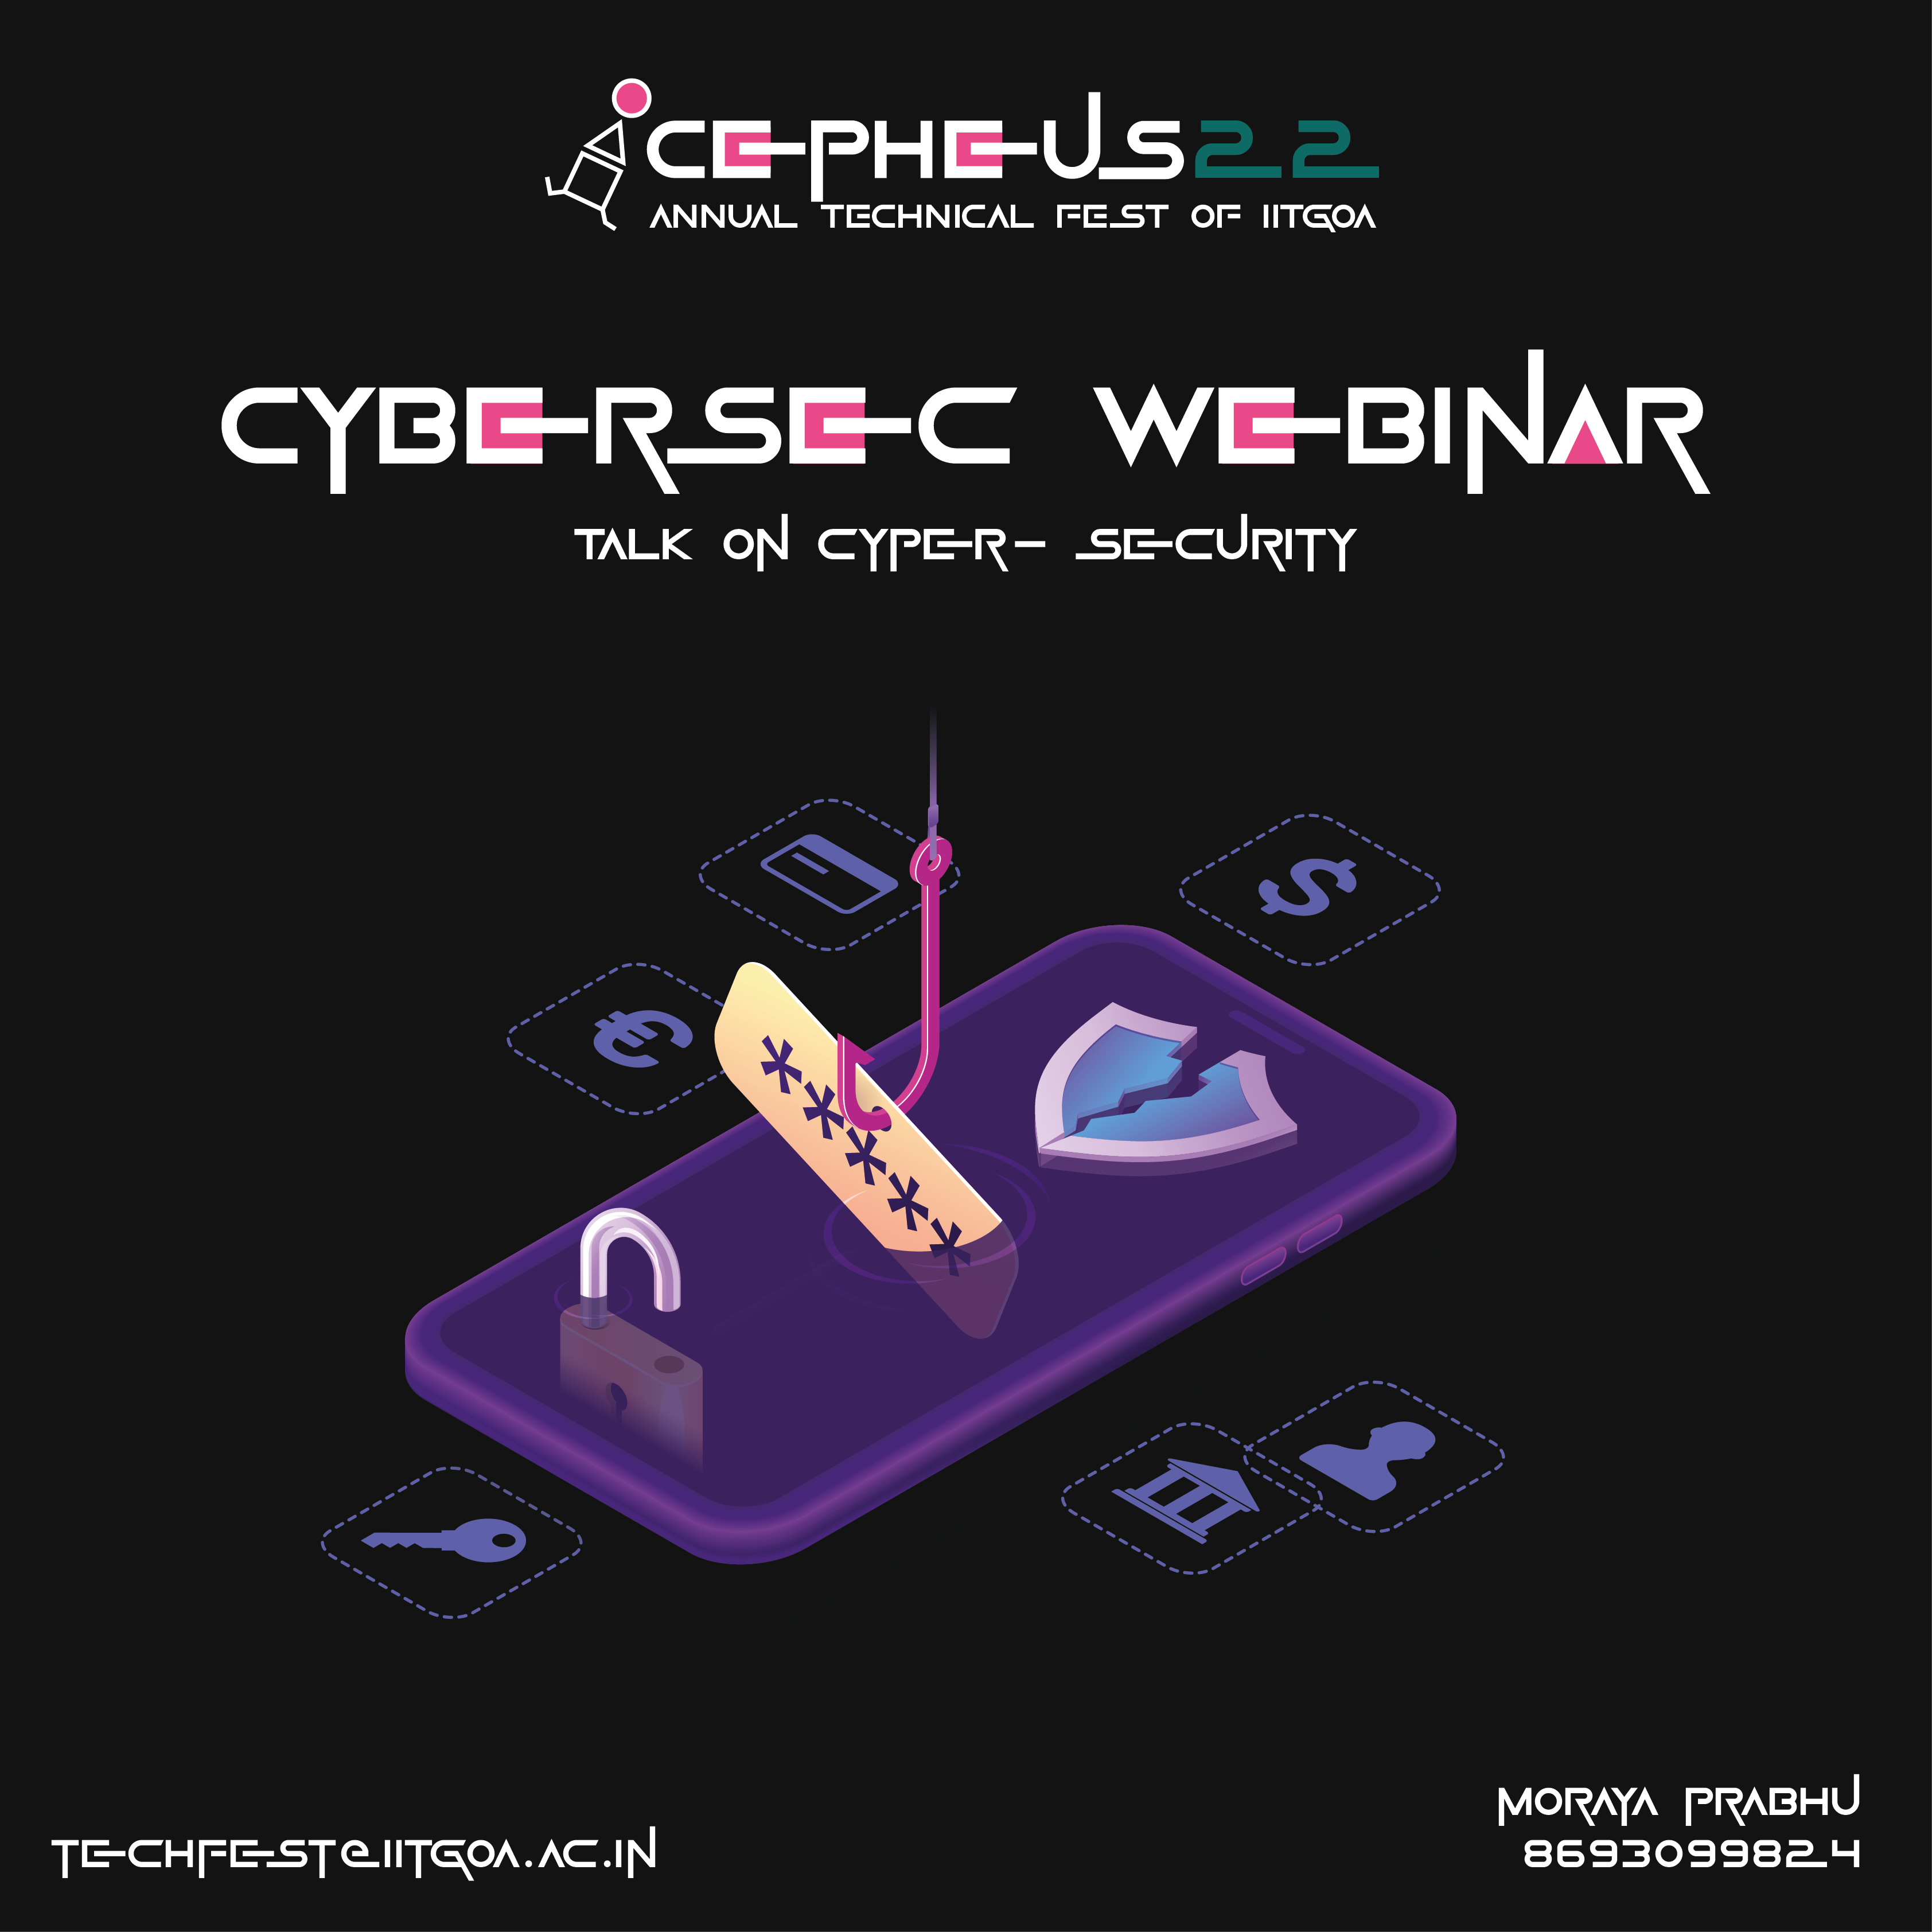 CEPHEUS22
ANNUAL TECHNICAL FEST OF IITGOA
CYBERSEC WEBINAR
TALK ON CYPER- SECURITY
*****
MORAYA PRABHU
8693099824
TECHFEST@IITGOA.AC.IN